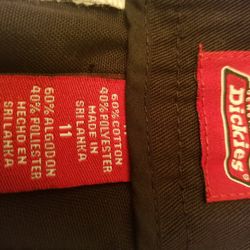 Dickies
®
11
60% COTTON
40% POLYESTER
MADE IN
SRI LANKA
60% ALGODON
40% POLIESTER
HECHO EN
SRI LANKA